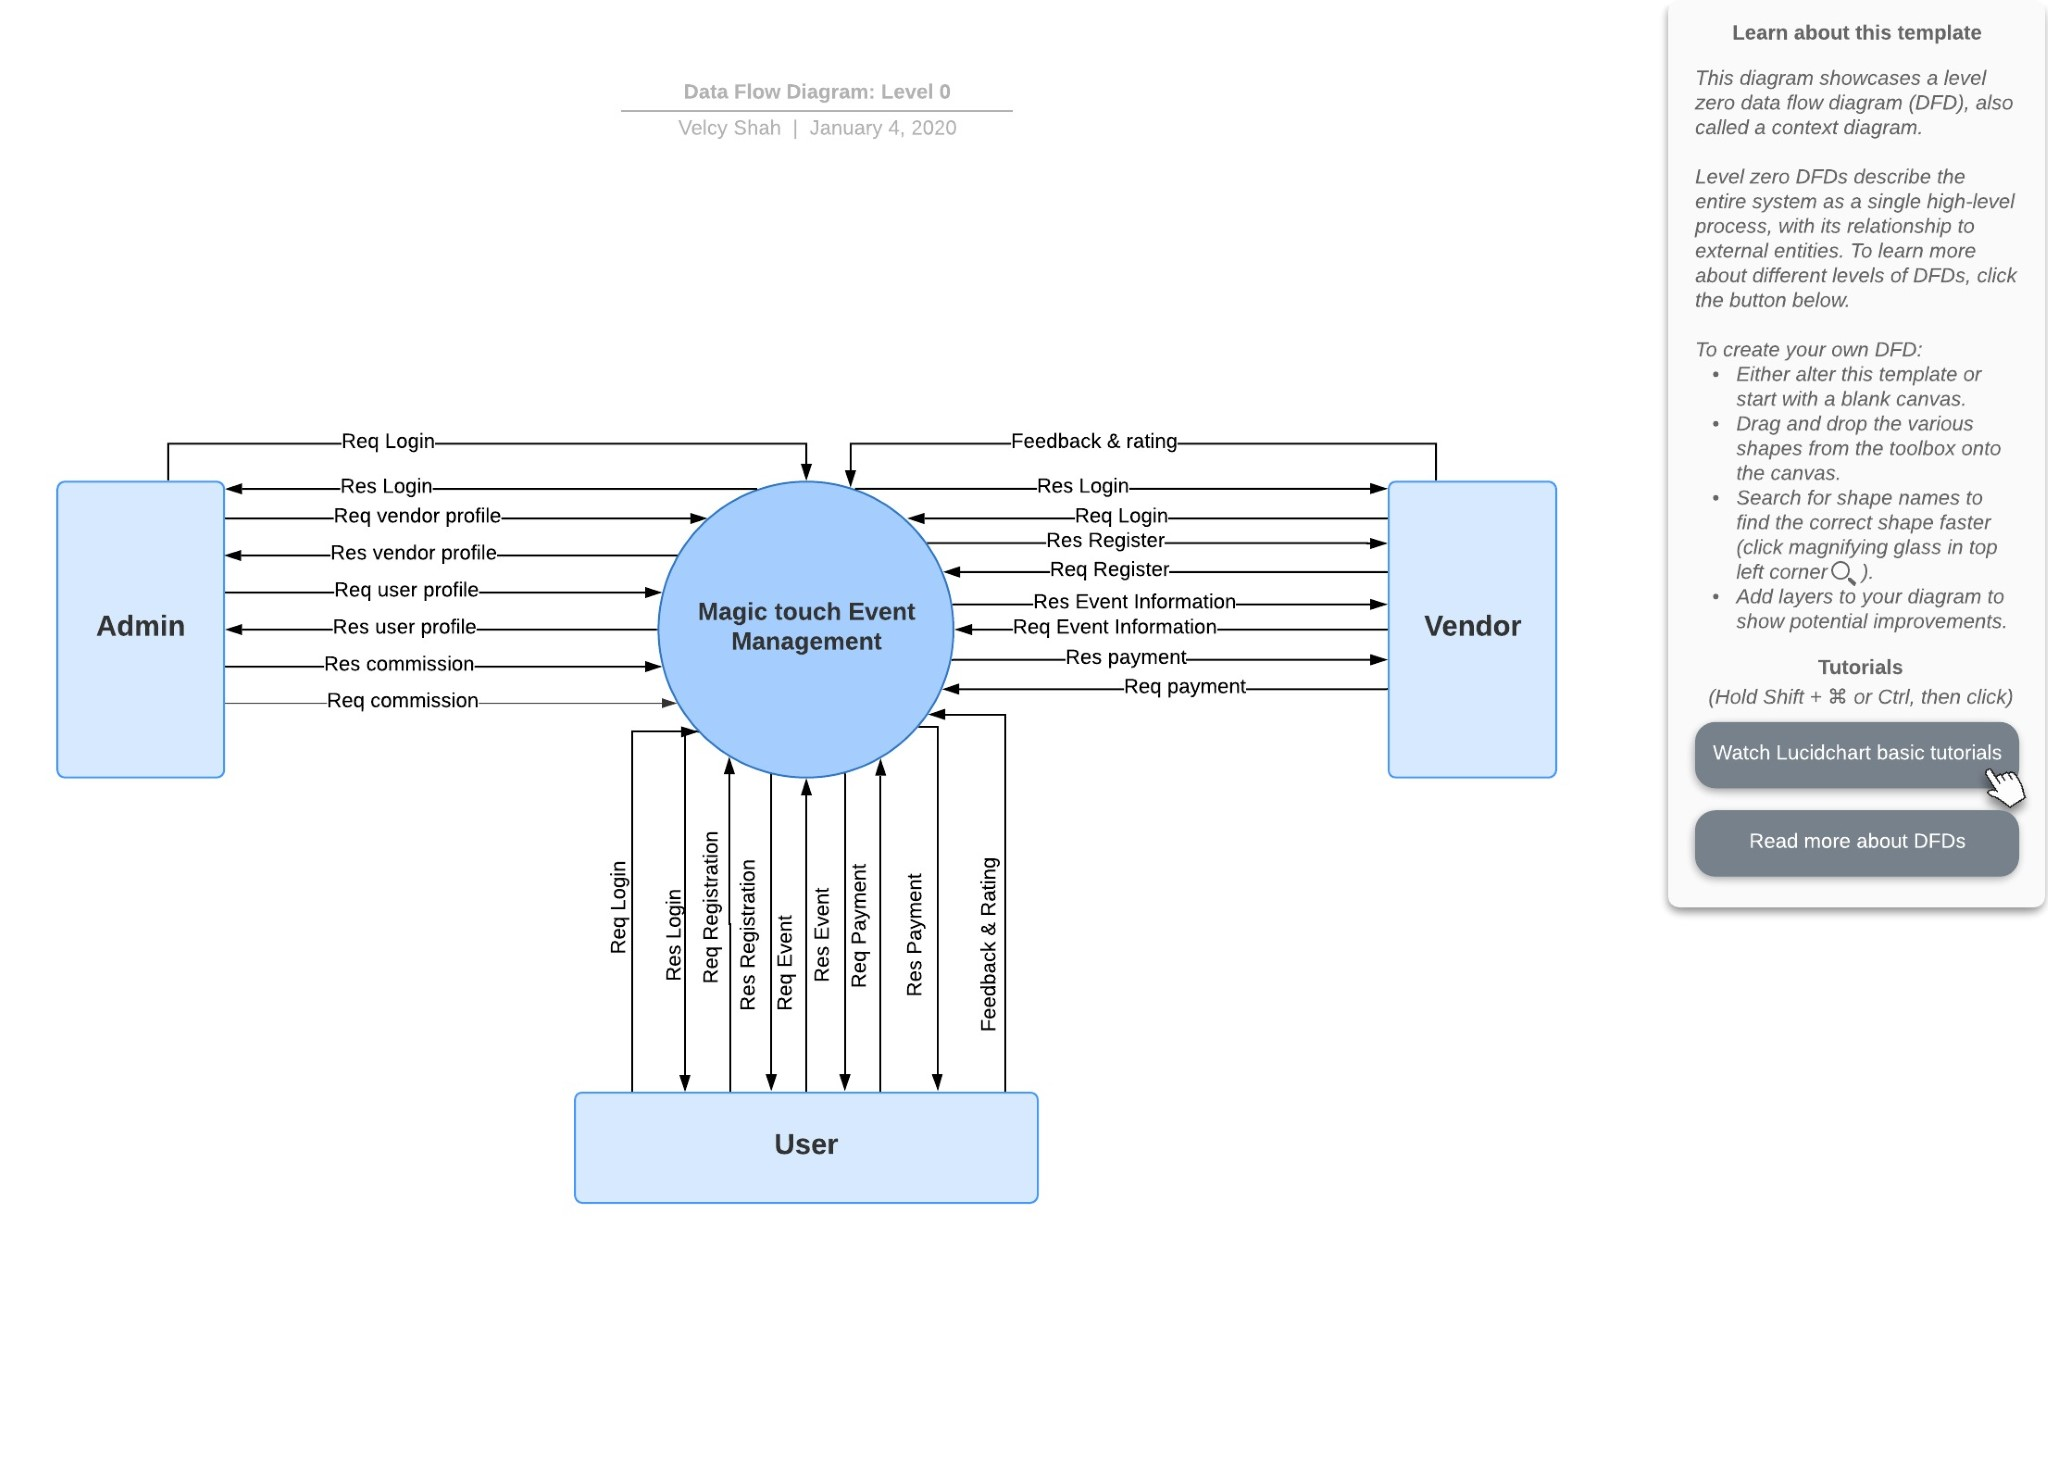 Data Flow Diagram: Level 0
Velcy Shah | January 4, 2020
Req Login
Res Login
Req vendor profile
Res vendor profile
Req user profile
Res user profile
Res commission
Req commission
Admin
Magic touch Event
Management
Feedback & rating
Res Login
Req Login
Res Register
Req Register
Res Event Information
Req Event Information
Res payment
Req payment
Vendor
Req Login
Res Login
Req Registration
Res Registration
Req Event
Res Event
Req Payment
Res Payment
Feedback & Rating
User
Learn about this template
This diagram showcases a level
zero data flow diagram (DFD), also
called a context diagram.
Level zero DFDs describe the
entire system as a single high-level
process, with its relationship to
external entities. To learn more
about different levels of DFDs, click
the button below.
To create your own DFD:
• Either alter this template or
start with a blank canvas.
• Drag and drop the various
shapes from the toolbox onto
the canvas.
• Search for shape names to
find the correct shape faster
(click magnifying glass in top
left corner ).
• Add layers to your diagram to
show potential improvements.
Tutorials
(Hold Shift + ⌘ or Ctrl, then click)
Watch Lucidchart basic tutorials
Read more about DFDs